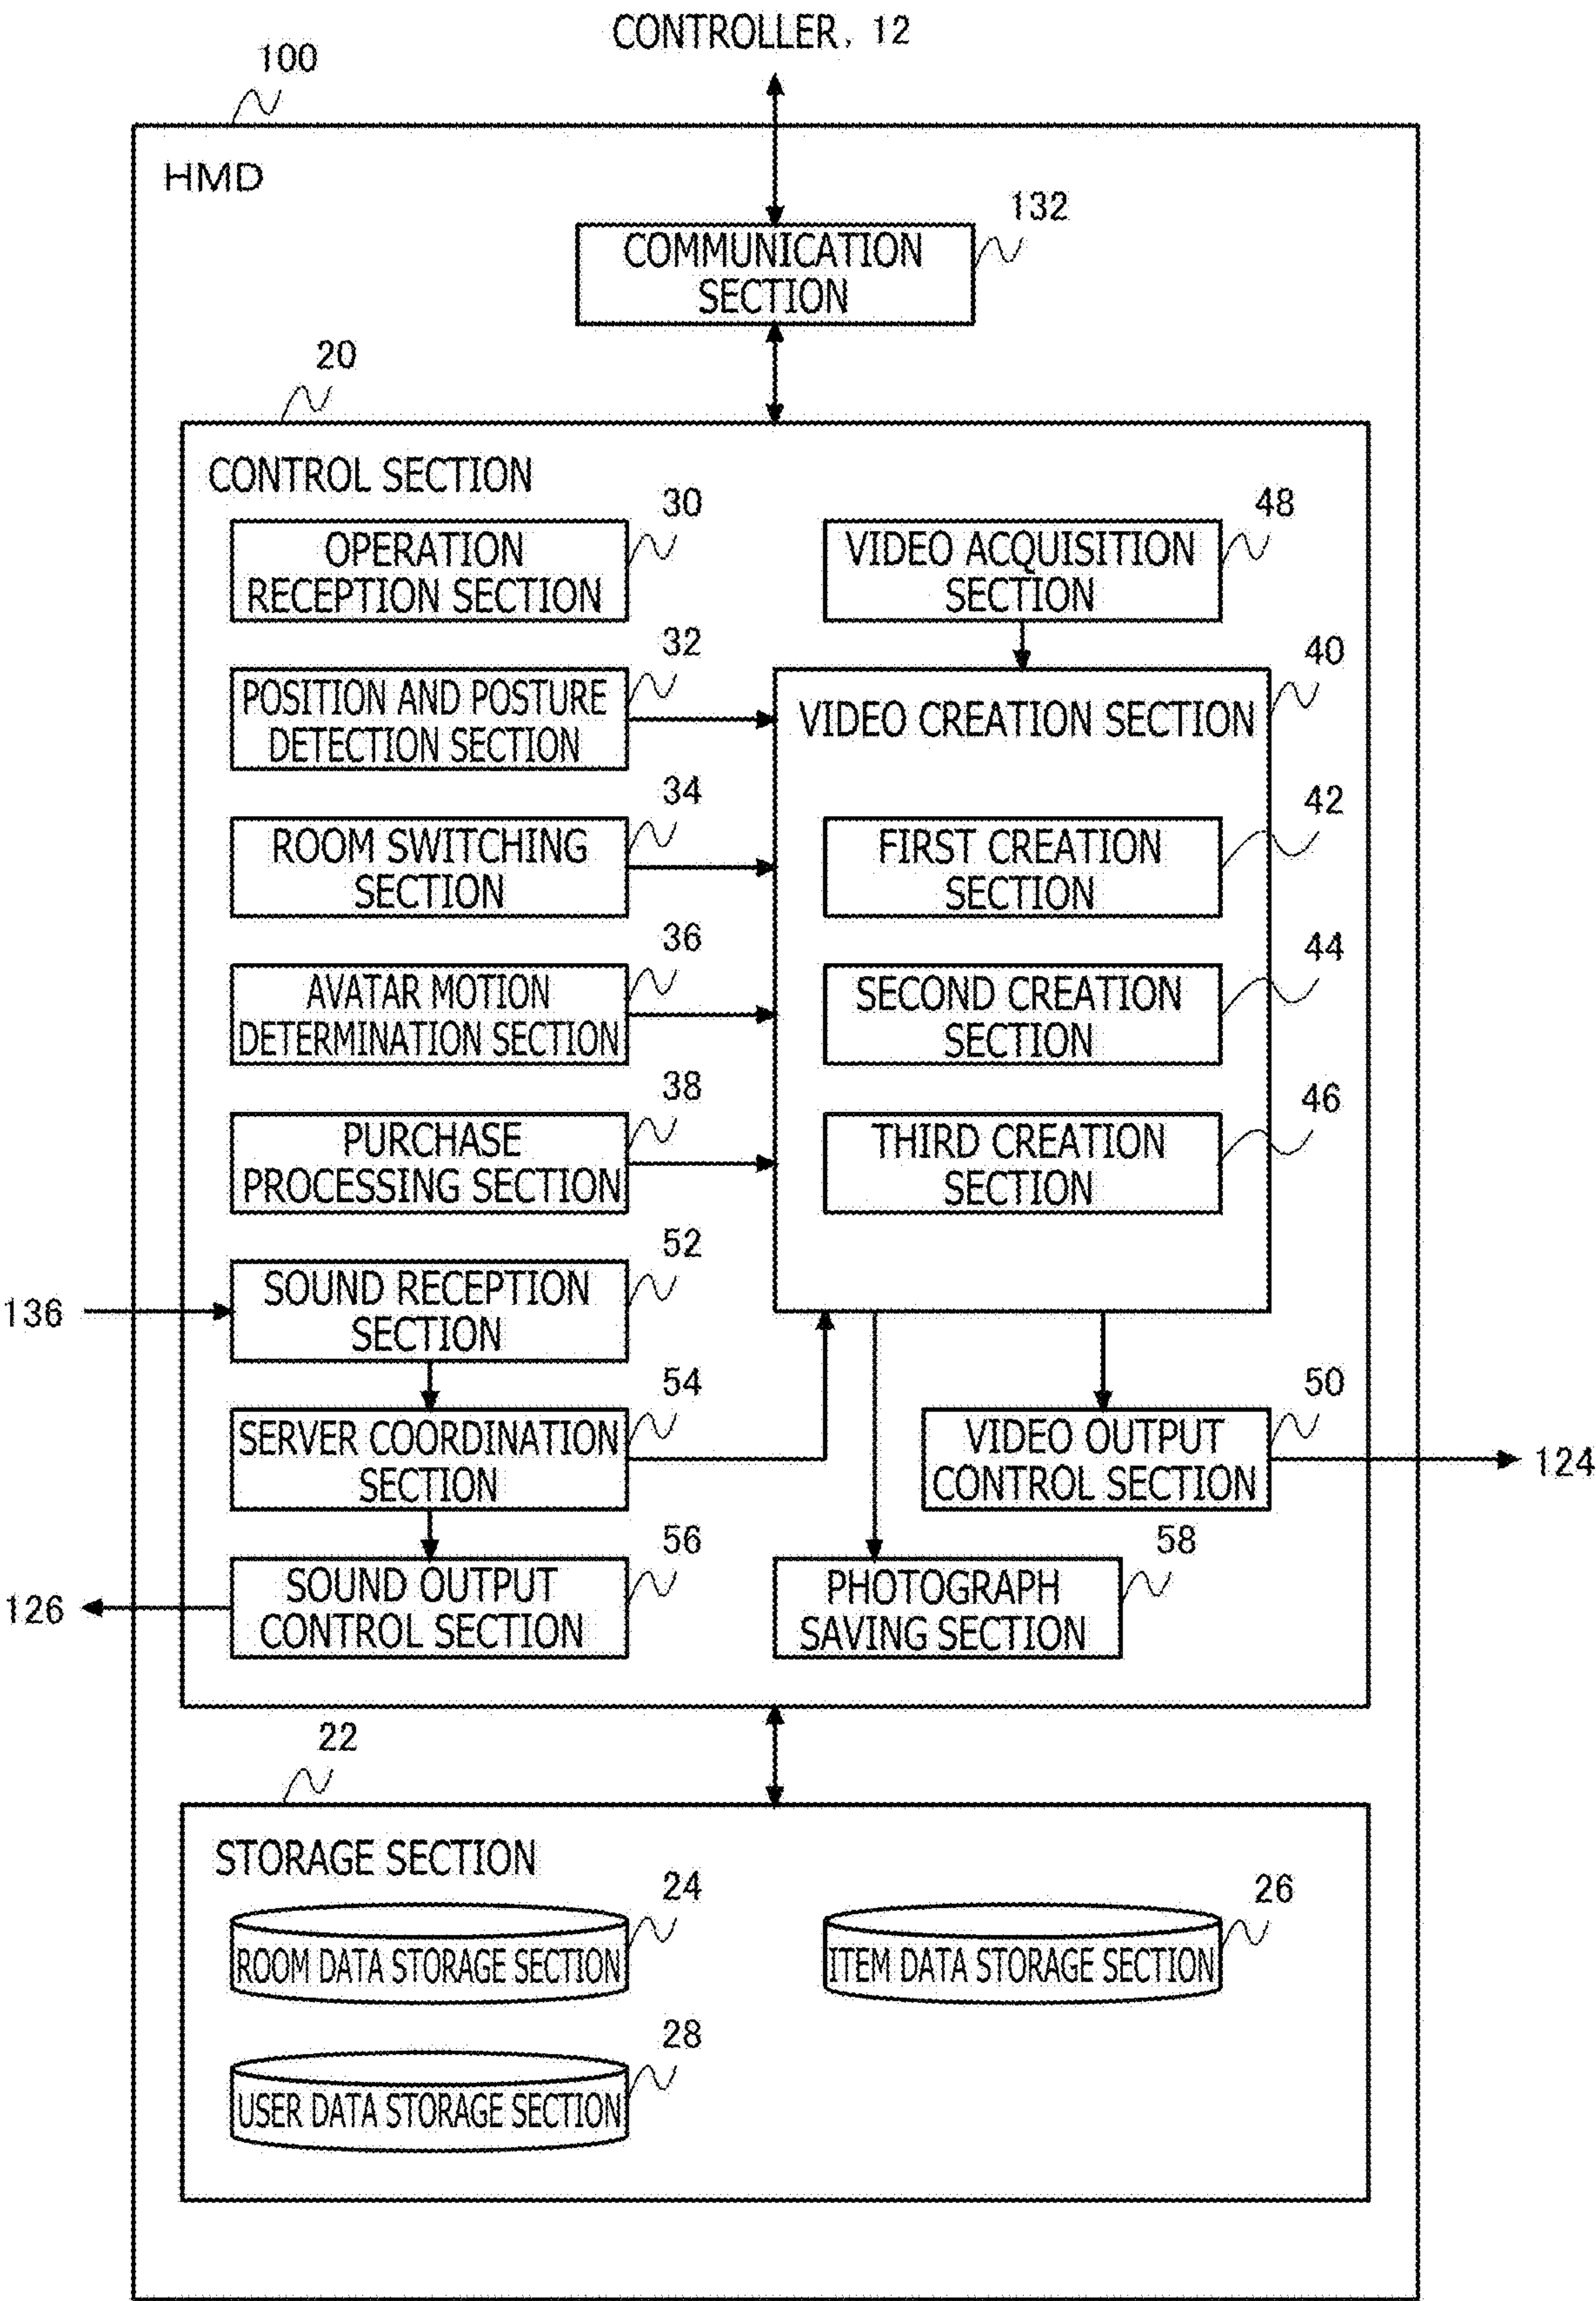 CONTROLLER, 12
100
HMD
132
COMMUNICATION
SECTION
20
CONTROL SECTION
30
OPERATION
RECEPTION SECTION
48
VIDEO ACQUISITION
SECTION
32
POSITION AND POSTURE
DETECTION SECTION
40
VIDEO CREATION SECTION
34
ROOM SWITCHING
SECTION
42
FIRST CREATION
SECTION
36
AVATAR MOTION
DETERMINATION SECTION
44
SECOND CREATION
SECTION
38
PURCHASE
PROCESSING SECTION
46
THIRD CREATION
SECTION
52
136
SOUND RECEPTION
SECTION
54
SERVER COORDINATION
SECTION
50
VIDEO OUTPUT
CONTROL SECTION
124
56
126
SOUND OUTPUT
CONTROL SECTION
58
PHOTOGRAPH
SAVING SECTION
22
STORAGE SECTION
24
ROOM DATA STORAGE SECTION
26
ITEM DATA STORAGE SECTION
28
USER DATA STORAGE SECTION